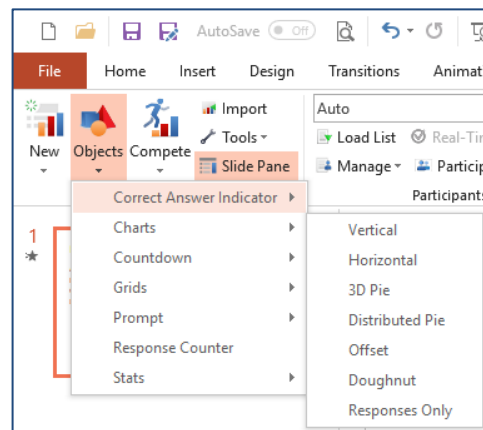 AutoSave Off
File Home Insert Design Transitions Animat
New Objects Compete
Import
Tools
Slide Pane
Auto
Load List Real-Tin
Manage Particip
Participants
Correct Answer Indicator
Charts
Countdown
Grids
Prompt
Response Counter
Stats
Vertical
Horizontal
3D Pie
Distributed Pie
Offset
Doughnut
Responses Only
1